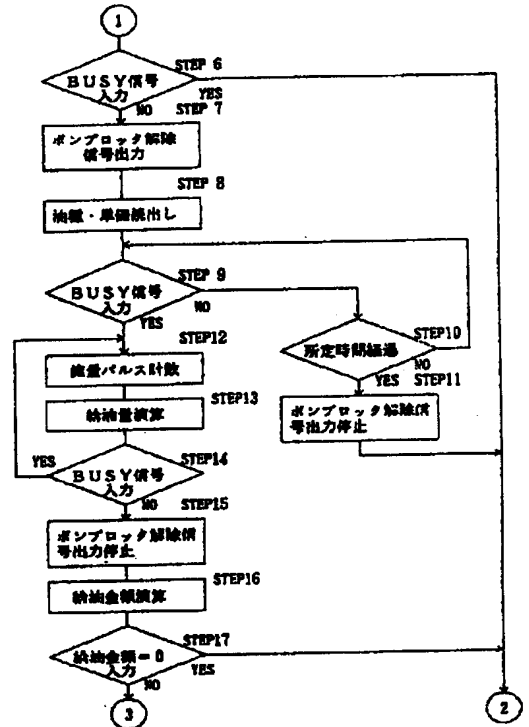 1
STEP 6
BUSY信号
入力
YES
NO
STEP 7
ポンプロック解除
信号出力
STEP 8
油種・単価読出し
STEP 9
BUSY信号
入力
NO
YES
STEP10
所定時間経過
NO
YES
STEP11
ポンプロック解除信
号出力停止
STEP12
流量パルス計数
STEP13
給油量演算
STEP14
YES
BUSY信号
入力
NO
STEP15
ポンプロック解除信
号出力停止
STEP16
給油金額演算
STEP17
給油金額=0
入力
YES
NO
3
2